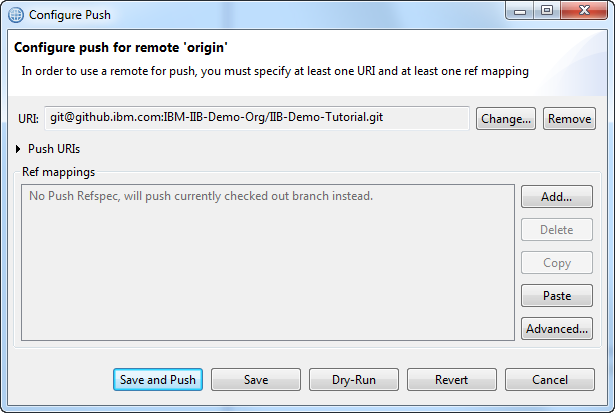 Configure Push
Configure push for remote 'origin'
In order to use a remote for push, you must specify at least one URI and at least one ref mapping
URI: git@github.ibm.com:IBM-IIB-Demo-Org/IIB-Demo-Tutorial.git Change... Remove
Push URIs
Ref mappings
No Push Refspec, will push currently checked out branch instead.
Add...
Delete
Copy
Paste
Advanced...
Save and Push Save Dry-Run Revert Cancel